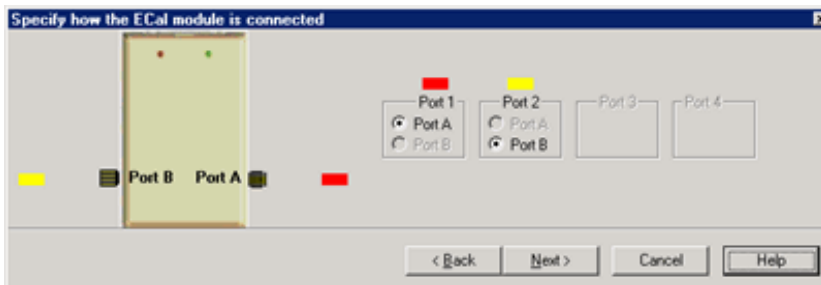 Specify how the ECal module is connected
Port 1 Port 2 Port 3 Port 4
Port A Port A
Port B Port B
Port B Port A
< Back Next > Cancel Help